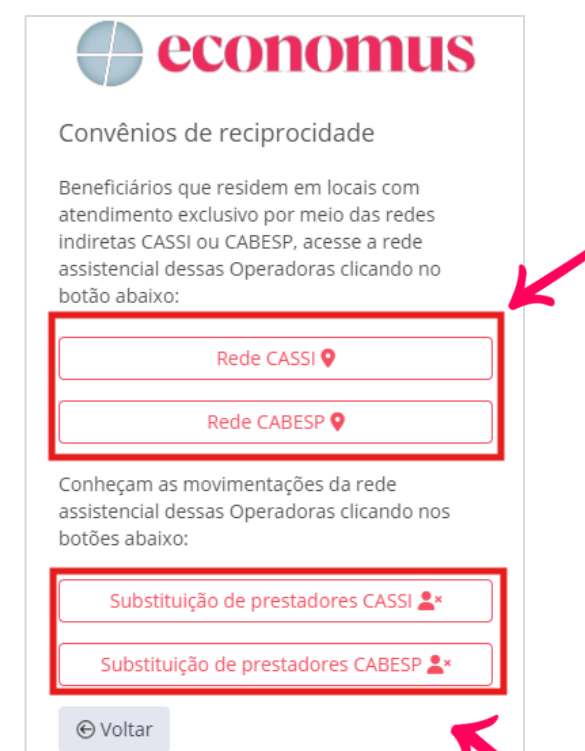 economus
Convênios de reciprocidade
Beneficiários que residem em locais com
atendimento exclusivo por meio das redes
indiretas CASSI ou CABESP, acesse a rede
assistencial dessas Operadoras clicando no
botão abaixo:
Rede CASSI
Rede CABESP
Conheçam as movimentações da rede
assistencial dessas Operadoras clicando nos
botões abaixo:
Substituição de prestadores CASSI
Substituição de prestadores CABESP
Voltar